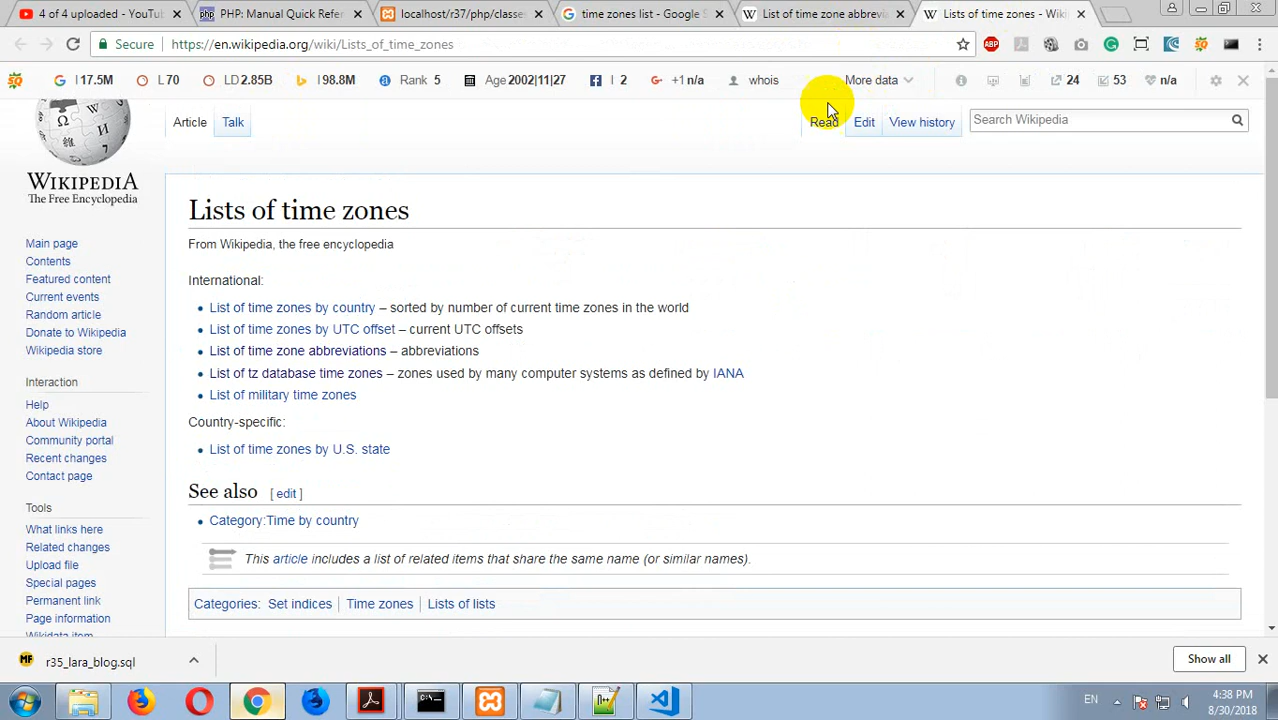 4 of 4 uploaded - YouTu
PHP: Manual Quick Refer
localhost/r37/php/classe
time zones list - Google S
List of time zone abbrevia
Lists of time zones - Wiki
Secure
https://en.wikipedia.org/wiki/Lists_of_time_zones
I 17.5M
L 70
LD 2.85B
I 98.8M
Rank 5
Age 2002|11|27
I 2
+1 n/a
whois
More data
24
53
n/a
Article
Talk
Read
Edit
View history
Search Wikipedia
WIKIPEDIA
The Free Encyclopedia
Main page
Contents
Featured content
Current events
Random article
Donate to Wikipedia
Wikipedia store
Interaction
Help
About Wikipedia
Community portal
Recent changes
Contact page
Tools
What links here
Related changes
Upload file
Special pages
Permanent link
Page information
Wikidata item
Lists of time zones
From Wikipedia, the free encyclopedia
International:
List of time zones by country – sorted by number of current time zones in the world
List of time zones by UTC offset – current UTC offsets
List of time zone abbreviations – abbreviations
List of tz database time zones – zones used by many computer systems as defined by IANA
List of military time zones
Country-specific:
List of time zones by U.S. state
See also [ edit ]
Category:Time by country
This article includes a list of related items that share the same name (or similar names).
Categories: Set indices | Time zones | Lists of lists
r35_lara_blog.sql
Show all
EN
4:38 PM
8/30/2018